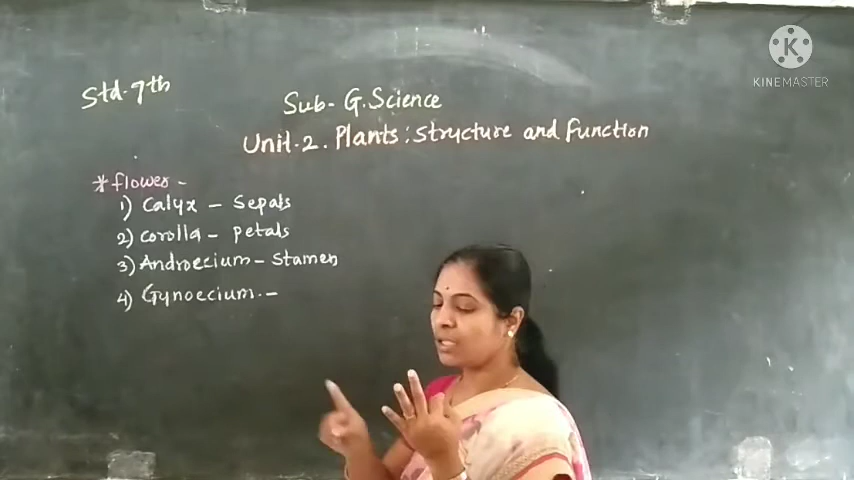 K
KINEMASTER
Std. 7th
Sub- G. Science
Unit. 2. Plants: Structure and function
* flower -
1) Calyx - Sepals
2) Corolla - petals
3) Androecium - Stamen
4) Gynoecium. -